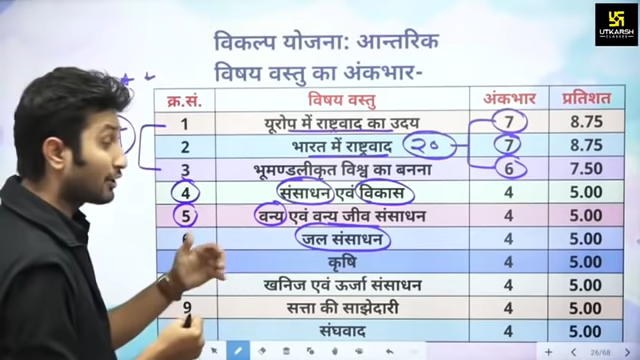 UTKARSH
CLASSES
विकल्प योजना: आन्तरिक
विषय वस्तु का अंकभार-
क्र.सं. विषय वस्तु अंकभार प्रतिशत
1 यूरोप में राष्ट्रवाद का उदय 7 8.75
2 भारत में राष्ट्रवाद 20 7 8.75
3 भूमण्डलीकृत विश्व का बनना 6 7.50
4 संसाधन एवं विकास 4 5.00
5 वन्य एवं वन्य जीव संसाधन 4 5.00
जल संसाधन 4 5.00
कृषि 4 5.00
खनिज एवं ऊर्जा संसाधन 4 5.00
9 सत्ता की साझेदारी 4 5.00
संघवाद 4 5.00
26/68